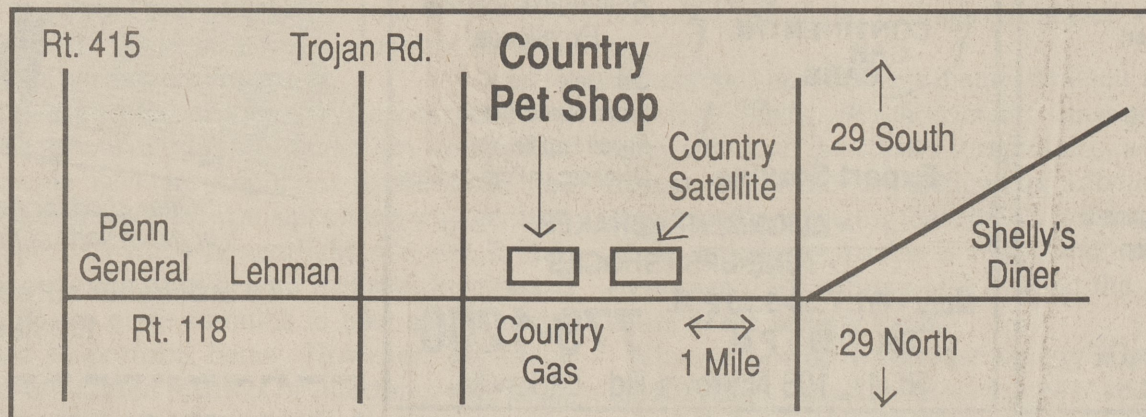 Rt. 415
Trojan Rd.
Country
Pet Shop
29 South
Country
Satellite
Penn
General
Lehman
Shelly's
Diner
Rt. 118
Country
Gas
1 Mile
29 North